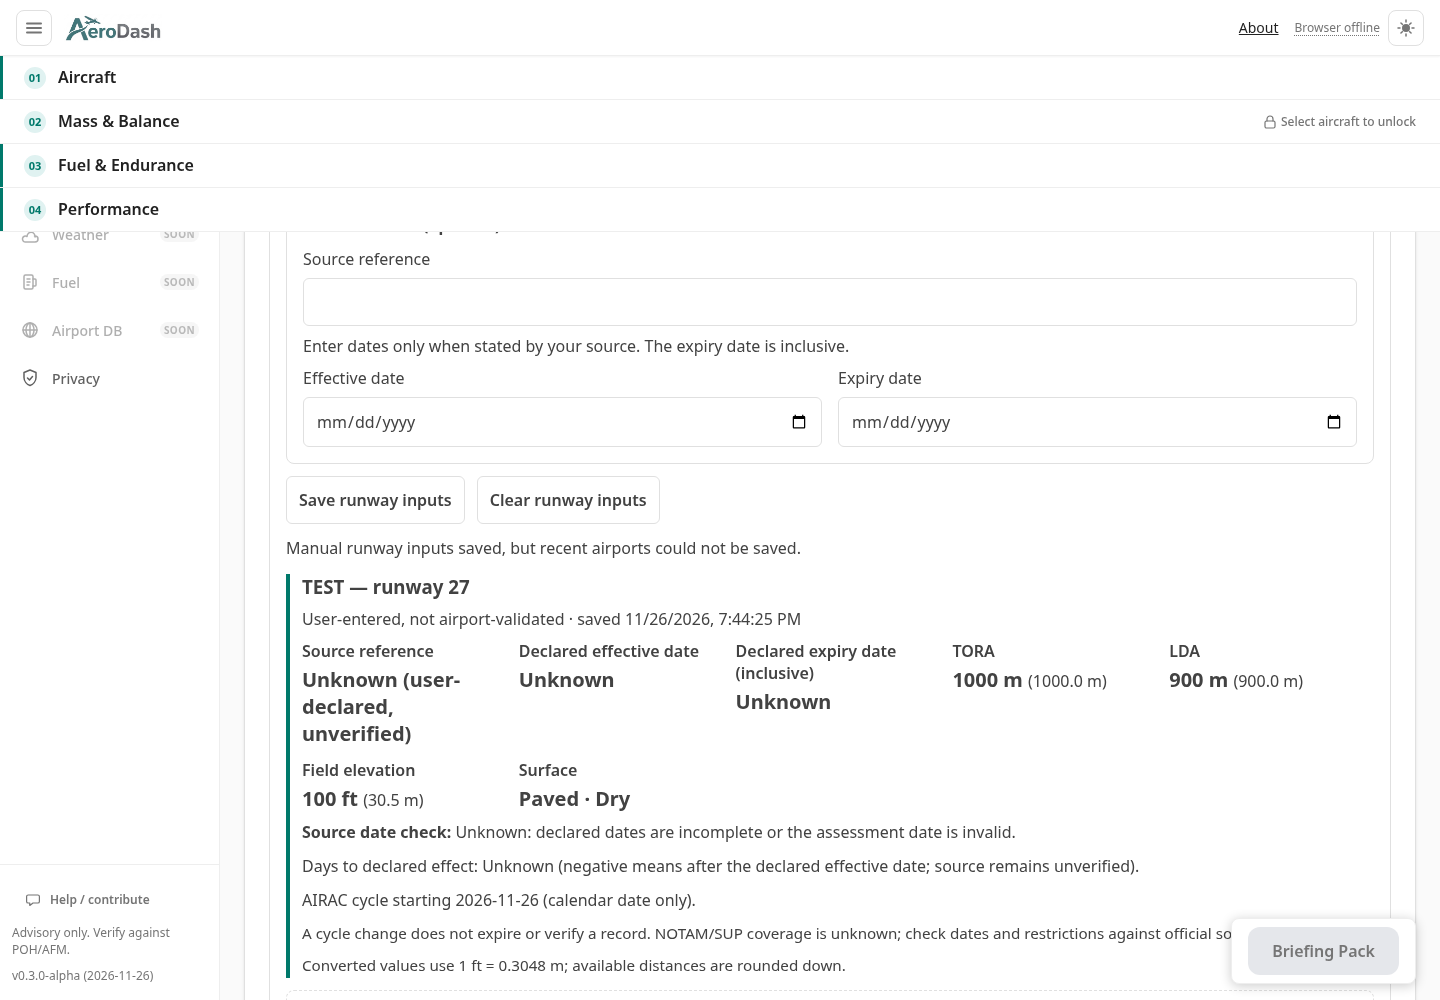 AeroDash
About
Browser offline
01 Aircraft
02 Mass & Balance
Select aircraft to unlock
03 Fuel & Endurance
04 Performance
Weather SOON
Fuel SOON
Airport DB SOON
Privacy
Source reference
Enter dates only when stated by your source. The expiry date is inclusive.
Effective date Expiry date
mm/dd/yyyy mm/dd/yyyy
Save runway inputs Clear runway inputs
Manual runway inputs saved, but recent airports could not be saved.
TEST — runway 27
User-entered, not airport-validated · saved 11/26/2026, 7:44:25 PM
Source reference
Unknown (user-
declared,
unverified)
Declared effective date
Unknown
Declared expiry date
(inclusive)
Unknown
TORA
1000 m (1000.0 m)
LDA
900 m (900.0 m)
Field elevation
100 ft (30.5 m)
Surface
Paved · Dry
Source date check: Unknown: declared dates are incomplete or the assessment date is invalid.
Days to declared effect: Unknown (negative means after the declared effective date; source remains unverified).
AIRAC cycle starting 2026-11-26 (calendar date only).
A cycle change does not expire or verify a record. NOTAM/SUP coverage is unknown; check dates and restrictions against official
Converted values use 1 ft = 0.3048 m; available distances are rounded down.
Briefing Pack
Help / contribute
Advisory only. Verify against
POH/AFM.
v0.3.0-alpha (2026-11-26)